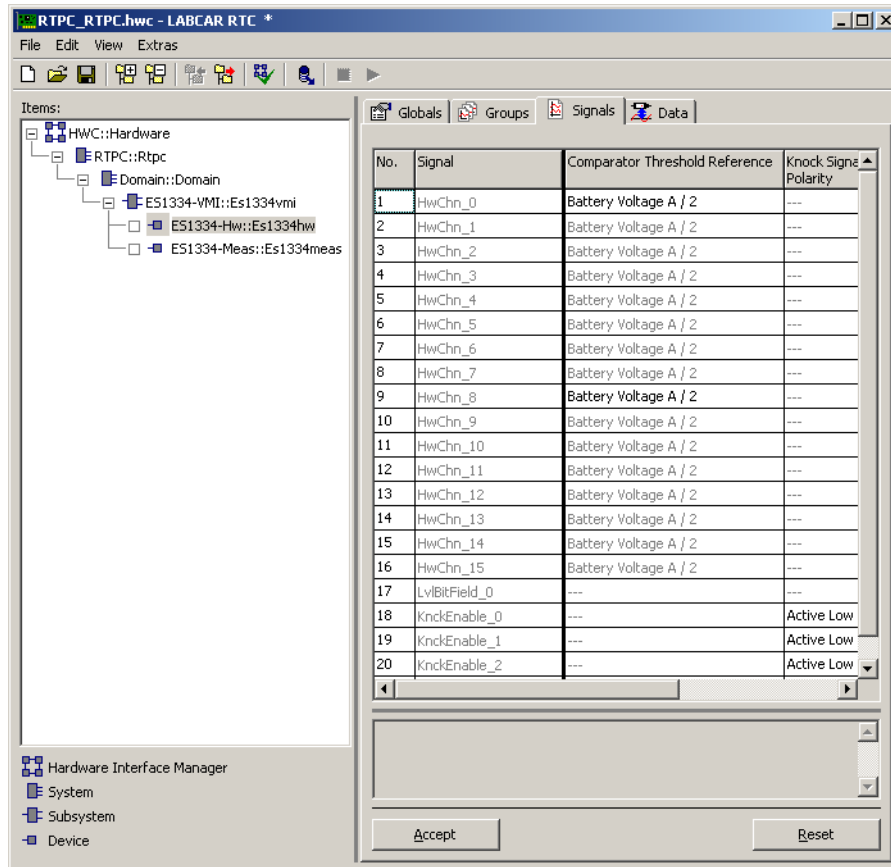 RTPC_RTPC.hwc - LABCAR RTC *
File Edit View Extras
Items:
HWC::Hardware
RTPC::Rtpc
Domain::Domain
ES1334-VMI::Es1334vmi
ES1334-Hw::Es1334hw
ES1334-Meas::Es1334meas
Hardware Interface Manager
System
Subsystem
Device
Globals Groups Signals Data
No. Signal Comparator Threshold Reference Knock Signa
Polarity
1 HwChn_0 Battery Voltage A / 2 ---
2 HwChn_1 Battery Voltage A / 2 ---
3 HwChn_2 Battery Voltage A / 2 ---
4 HwChn_3 Battery Voltage A / 2 ---
5 HwChn_4 Battery Voltage A / 2 ---
6 HwChn_5 Battery Voltage A / 2 ---
7 HwChn_6 Battery Voltage A / 2 ---
8 HwChn_7 Battery Voltage A / 2 ---
9 HwChn_8 Battery Voltage A / 2 ---
10 HwChn_9 Battery Voltage A / 2 ---
11 HwChn_10 Battery Voltage A / 2 ---
12 HwChn_11 Battery Voltage A / 2 ---
13 HwChn_12 Battery Voltage A / 2 ---
14 HwChn_13 Battery Voltage A / 2 ---
15 HwChn_14 Battery Voltage A / 2 ---
16 HwChn_15 Battery Voltage A / 2 ---
17 LvlBitField_0 --- ---
18 KnckEnable_0 --- Active Low
19 KnckEnable_1 --- Active Low
20 KnckEnable_2 --- Active Low
Accept Reset